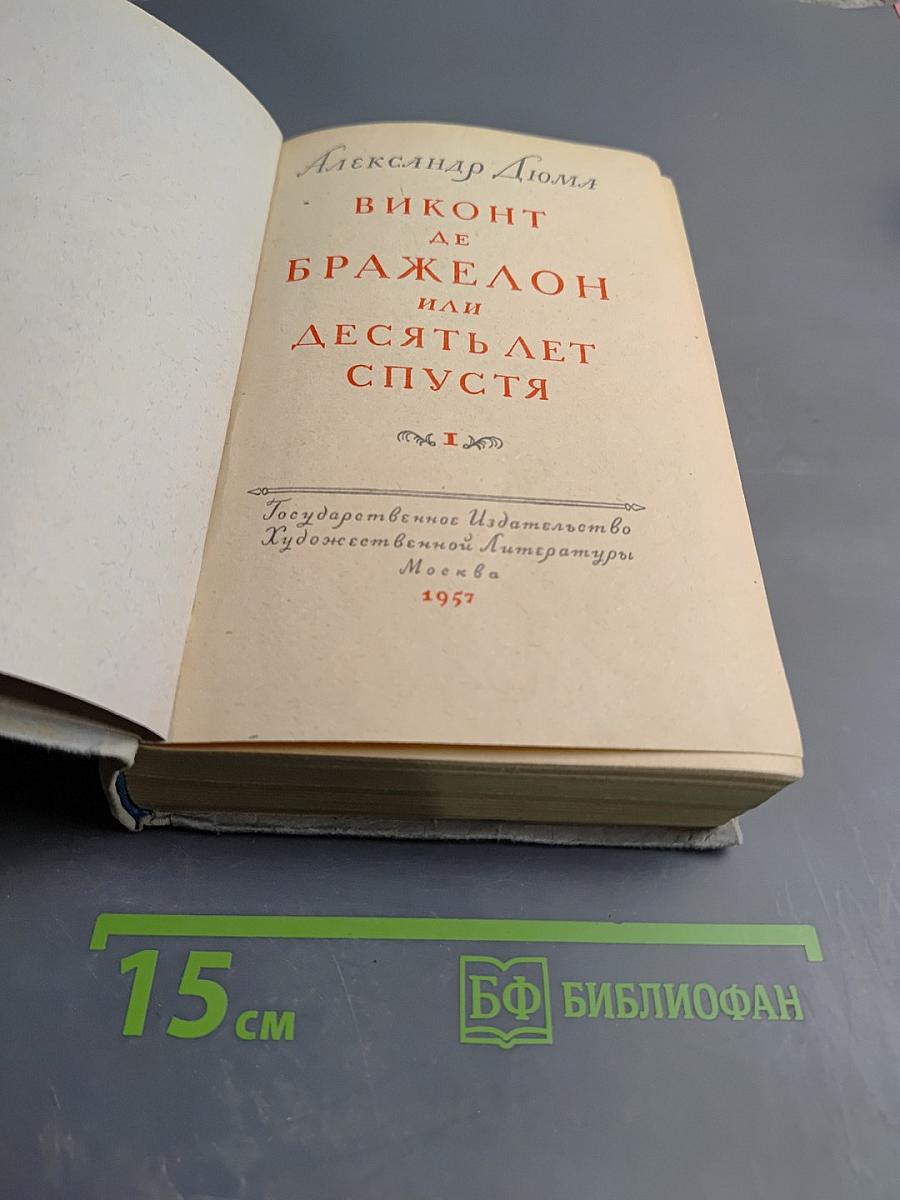 Александр Дюма
ВИКОНТ
ДЕ
БРАЖЕЛОН
ИЛИ
ДЕСЯТЬ ЛЕТ
СПУСТЯ
I
Государственное Издательство
Художественной Литературы
Москва
1957
15 см
БФ БИБЛИОФАН